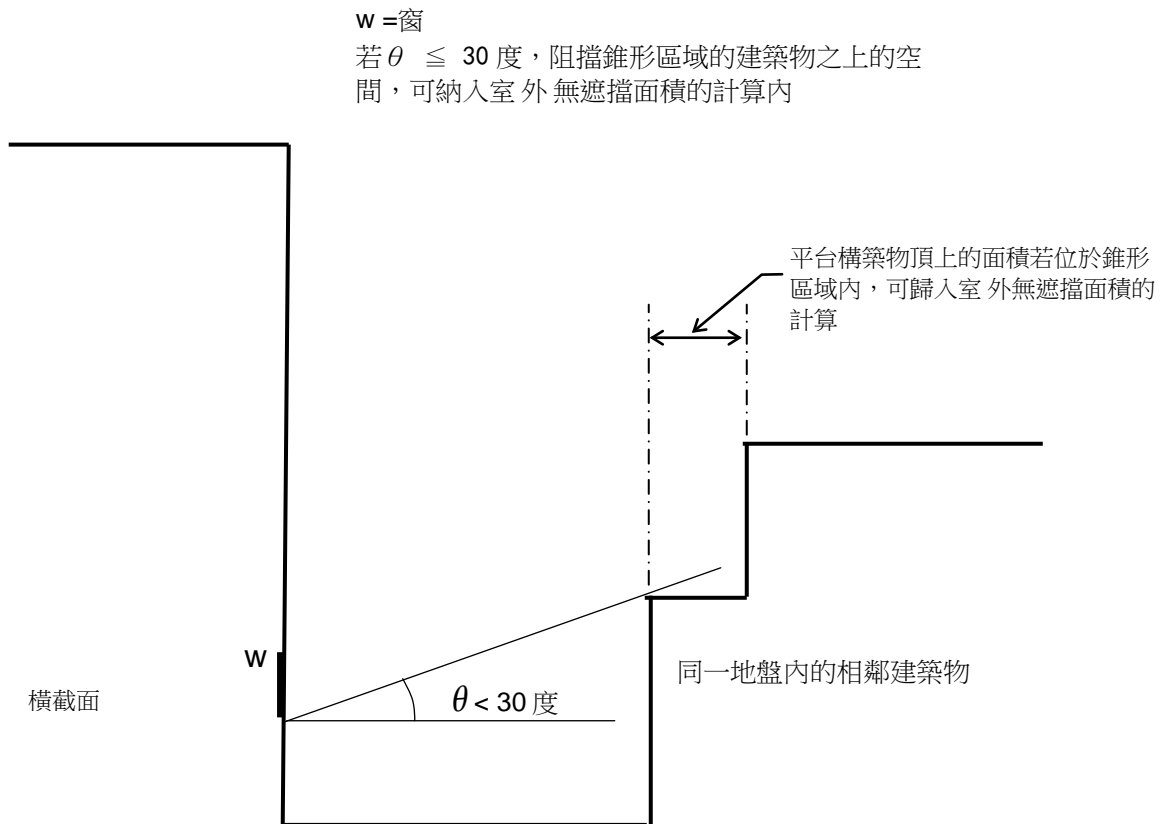 w =窗
若θ ≦ 30 度，阻擋錐形區域的建築物之上的空
間，可納入室 外 無遮擋面積的計算內
平台構築物頂上的面積若位於錐形
區域內，可歸入室 外無遮擋面積的
計算
W
同一地盤內的相鄰建築物
橫截面
θ < 30 度